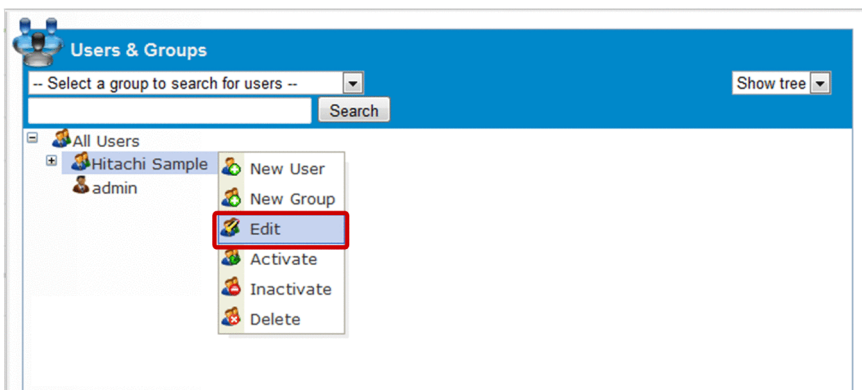 Users & Groups
-- Select a group to search for users --
Show tree
Search
All Users
Hitachi Sample
admin
New User
New Group
Edit
Activate
Inactivate
Delete